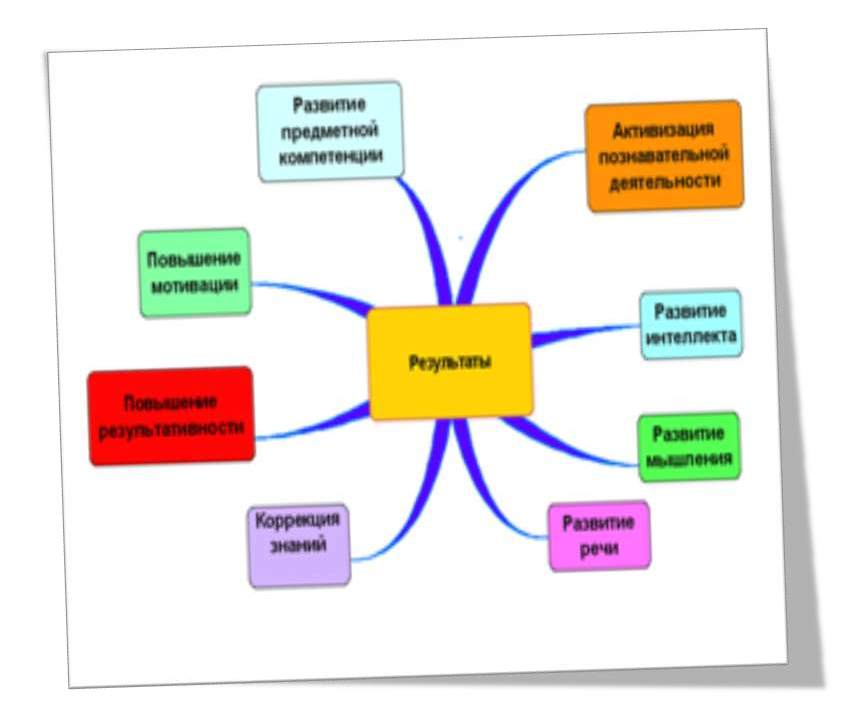 Развитие
предметной
компетенции
Активизация
познавательной
деятельности
Повышение
мотивации
Развитие
интеллекта
Результаты
Повышение
результативности
Развитие
мышления
Коррекция
знаний
Развитие
речи